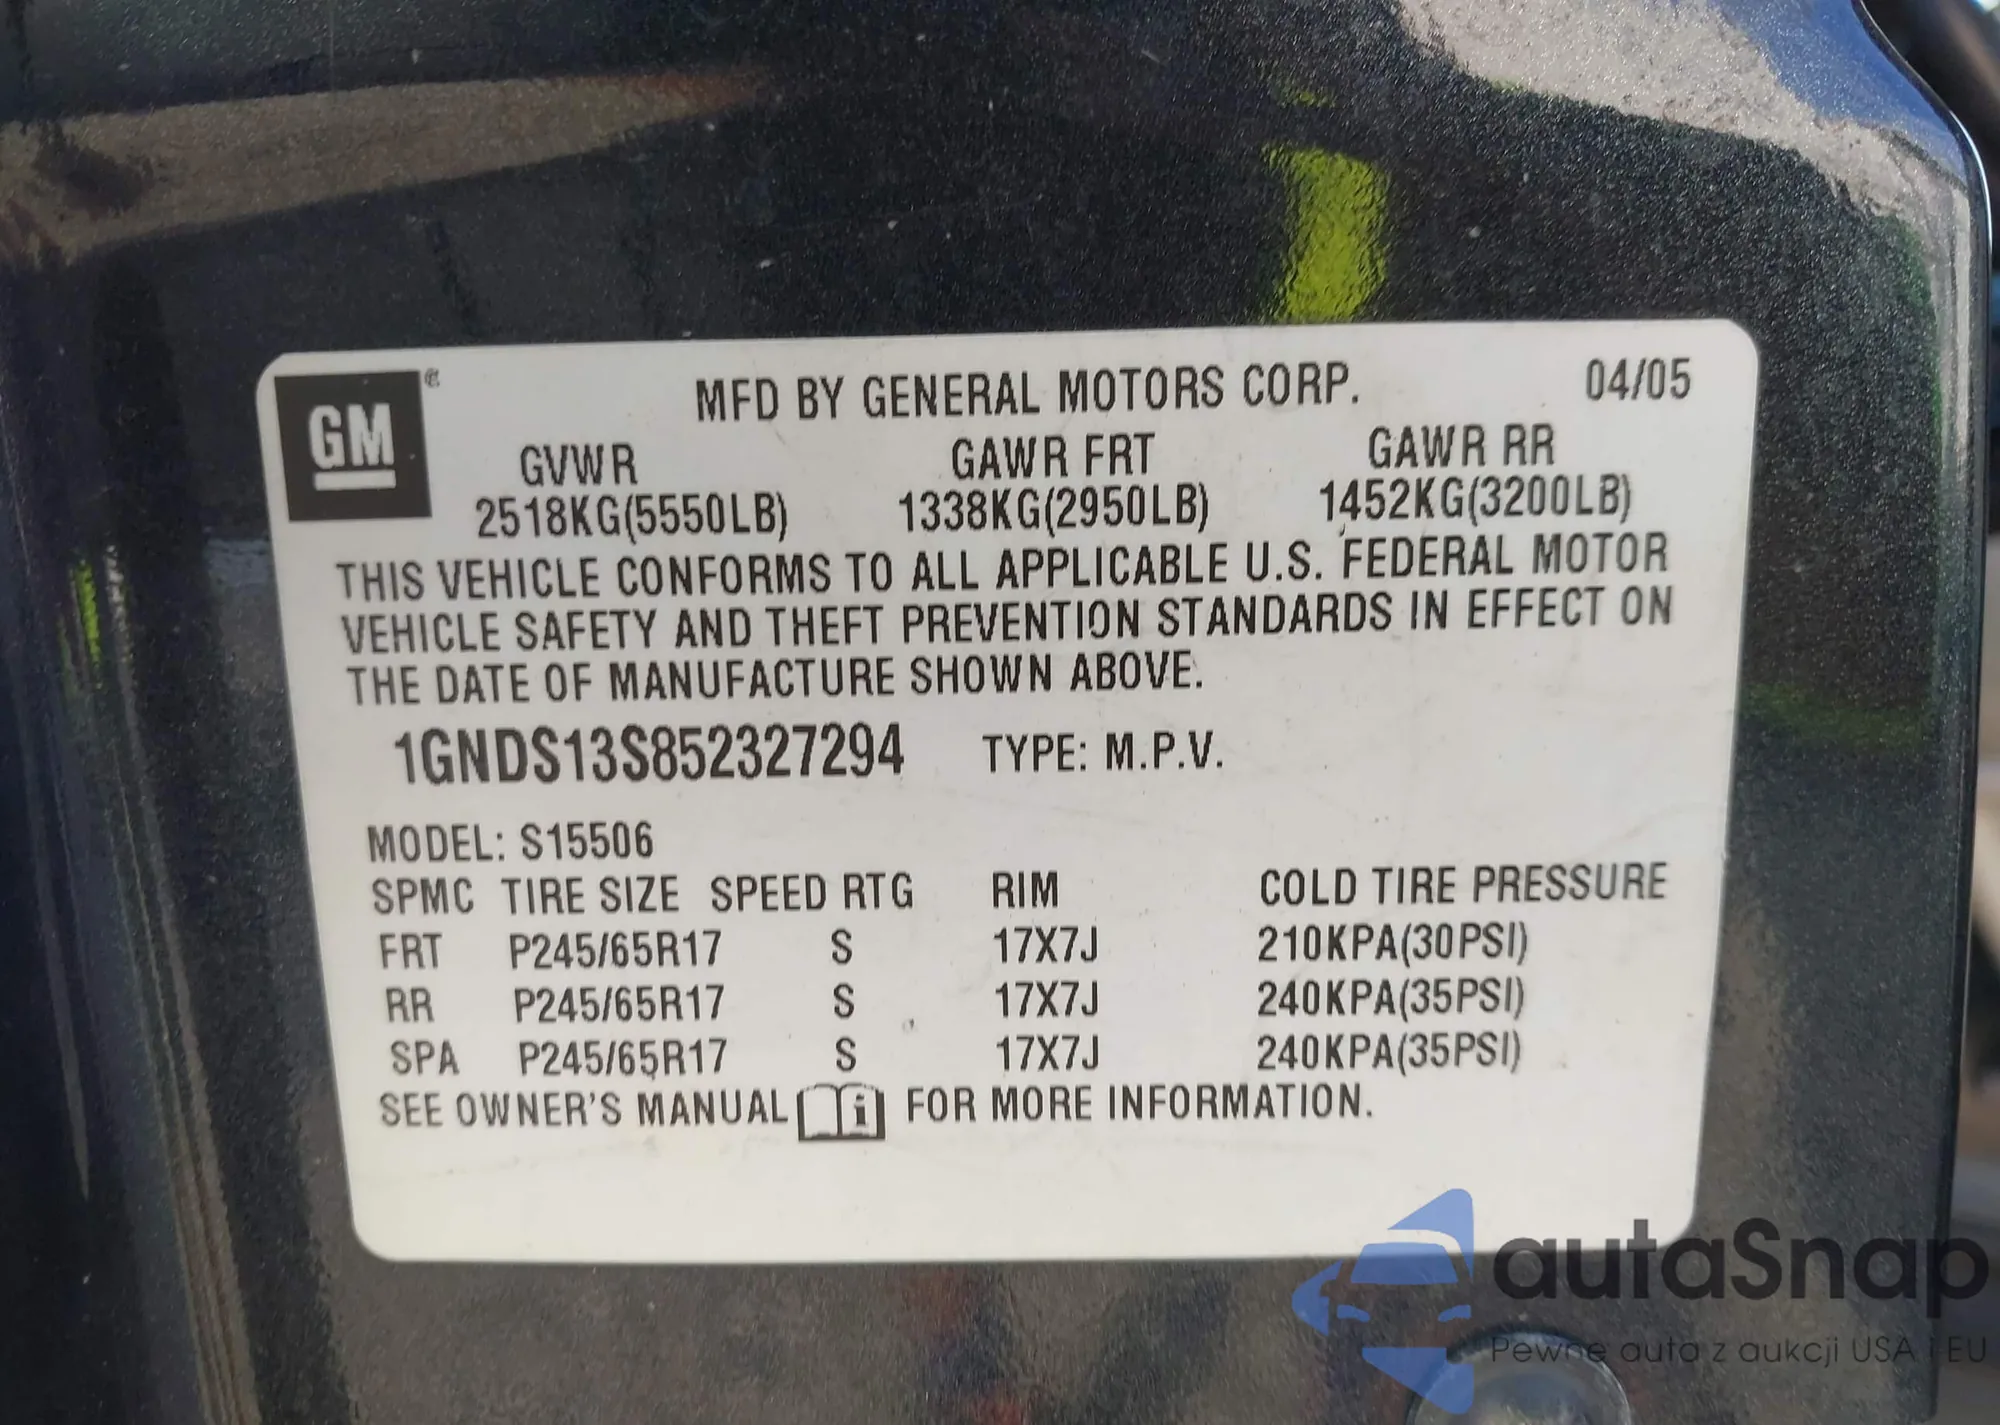 GM
MFD BY GENERAL MOTORS CORP. 04/05
GVWR GAWR FRT GAWR RR
2518KG(5550LB) 1338KG(2950LB) 1452KG(3200LB)
THIS VEHICLE CONFORMS TO ALL APPLICABLE U.S. FEDERAL MOTOR
VEHICLE SAFETY AND THEFT PREVENTION STANDARDS IN EFFECT ON
THE DATE OF MANUFACTURE SHOWN ABOVE.
1GNDS13S852327294 TYPE: M.P.V.
MODEL: S15506
SPMC TIRE SIZE SPEED RTG RIM COLD TIRE PRESSURE
FRT P245/65R17 S 17X7J 210KPA(30PSI)
RR P245/65R17 S 17X7J 240KPA(35PSI)
SPA P245/65R17 S 17X7J 240KPA(35PSI)
SEE OWNER'S MANUAL FOR MORE INFORMATION.
autaSnap
Pewne auta z aukcji USA i EU